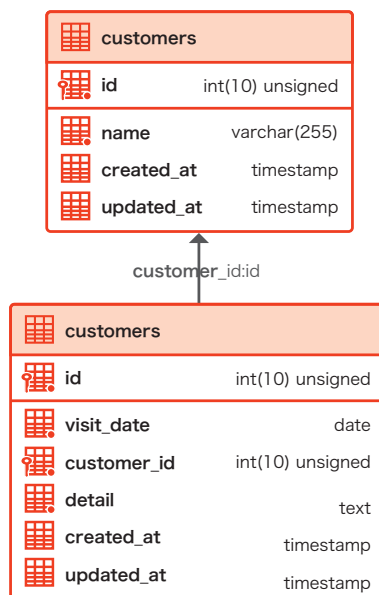 customers
id int(10) unsigned
name varchar(255)
created_at timestamp
updated_at timestamp
customer_id:id
customers
id int(10) unsigned
visit_date date
customer_id int(10) unsigned
detail text
created_at timestamp
updated_at timestamp